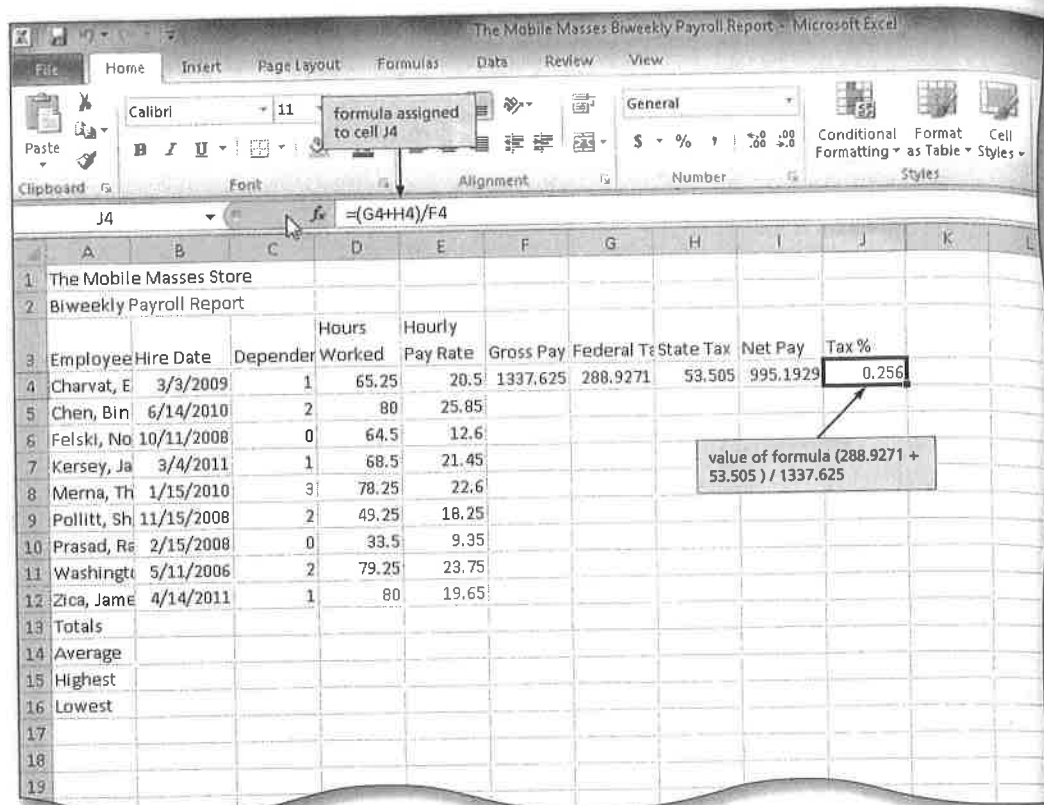 The Mobile Masses Biweekly Payroll Report - Microsoft Excel
File Home Insert Page Layout Formulas Data Review View
Calibri 11
General
formula assigned
to cell J4
Paste
B I U
$ % ,
Conditional
Formatting
Format
as Table
Cell
Styles
Clipboard Font Alignment Number Styles
J4 fx =(G4+H4)/F4
A B C D E F G H I J K L
1 The Mobile Masses Store
2 Biweekly Payroll Report
Hours Hourly
3 Employee Hire Date Depender Worked Pay Rate Gross Pay Federal Ta State Tax Net Pay Tax %
4 Charvat, E 3/3/2009 1 65.25 20.5 1337.625 288.9271 53.505 995.1929 0.256
5 Chen, Bin 6/14/2010 2 80 25.85
6 Felski, No 10/11/2008 0 64.5 12.6
7 Kersey, Ja 3/4/2011 1 68.5 21.45
8 Merna, Th 1/15/2010 3 78.25 22.6
9 Pollitt, Sh 11/15/2008 2 49.25 18.25
10 Prasad, Ra 2/15/2008 0 33.5 9.35
11 Washingt 5/11/2006 2 79.25 23.75
12 Zica, Jame 4/14/2011 1 80 19.65
value of formula (288.9271 +
53.505 ) / 1337.625
13 Totals
14 Average
15 Highest
16 Lowest
17
18
19